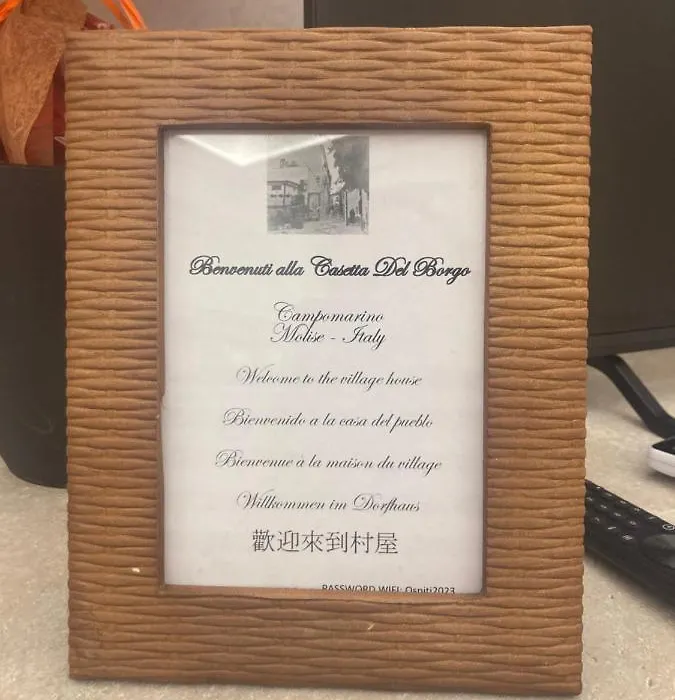 Benvenuti alla Casetta Del Borgo
Campomarino
Molise - Italy
Welcome to the village house
Bienvenido a la casa del pueblo
Bienvenue à la maison du village
Willkommen im Dorfhaus
歡迎來到村屋
PASSWORD WIFI: Ospiti2023